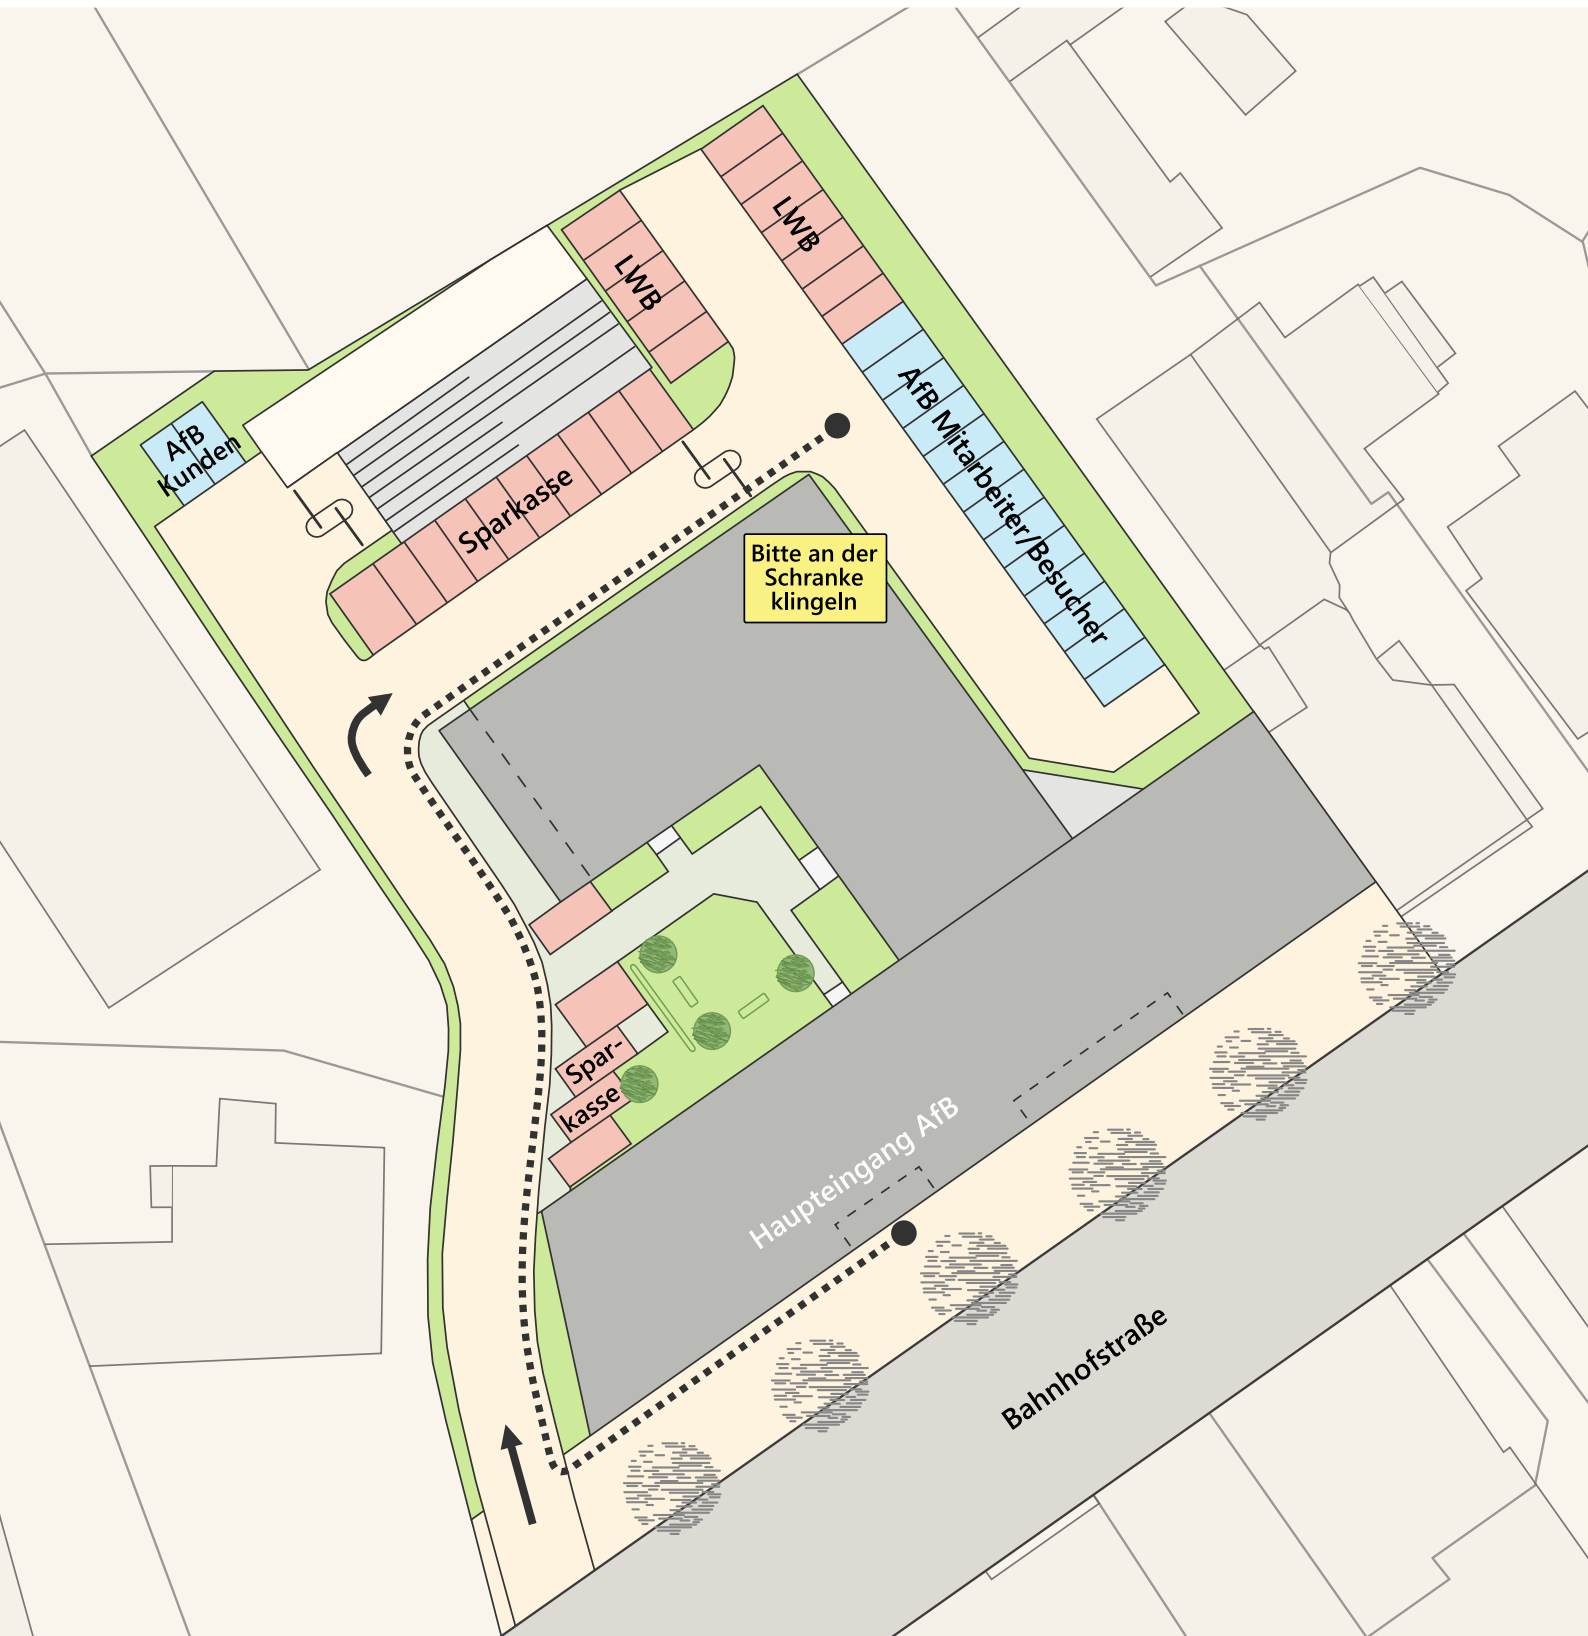 LWB
LWB
AfB
Kunden
AfB Mitarbeiter/Besucher
Sparkasse
Bitte an der
Schranke
klingeln
Spar-
kasse
Haupteingang AfB
Bahnhofstraße